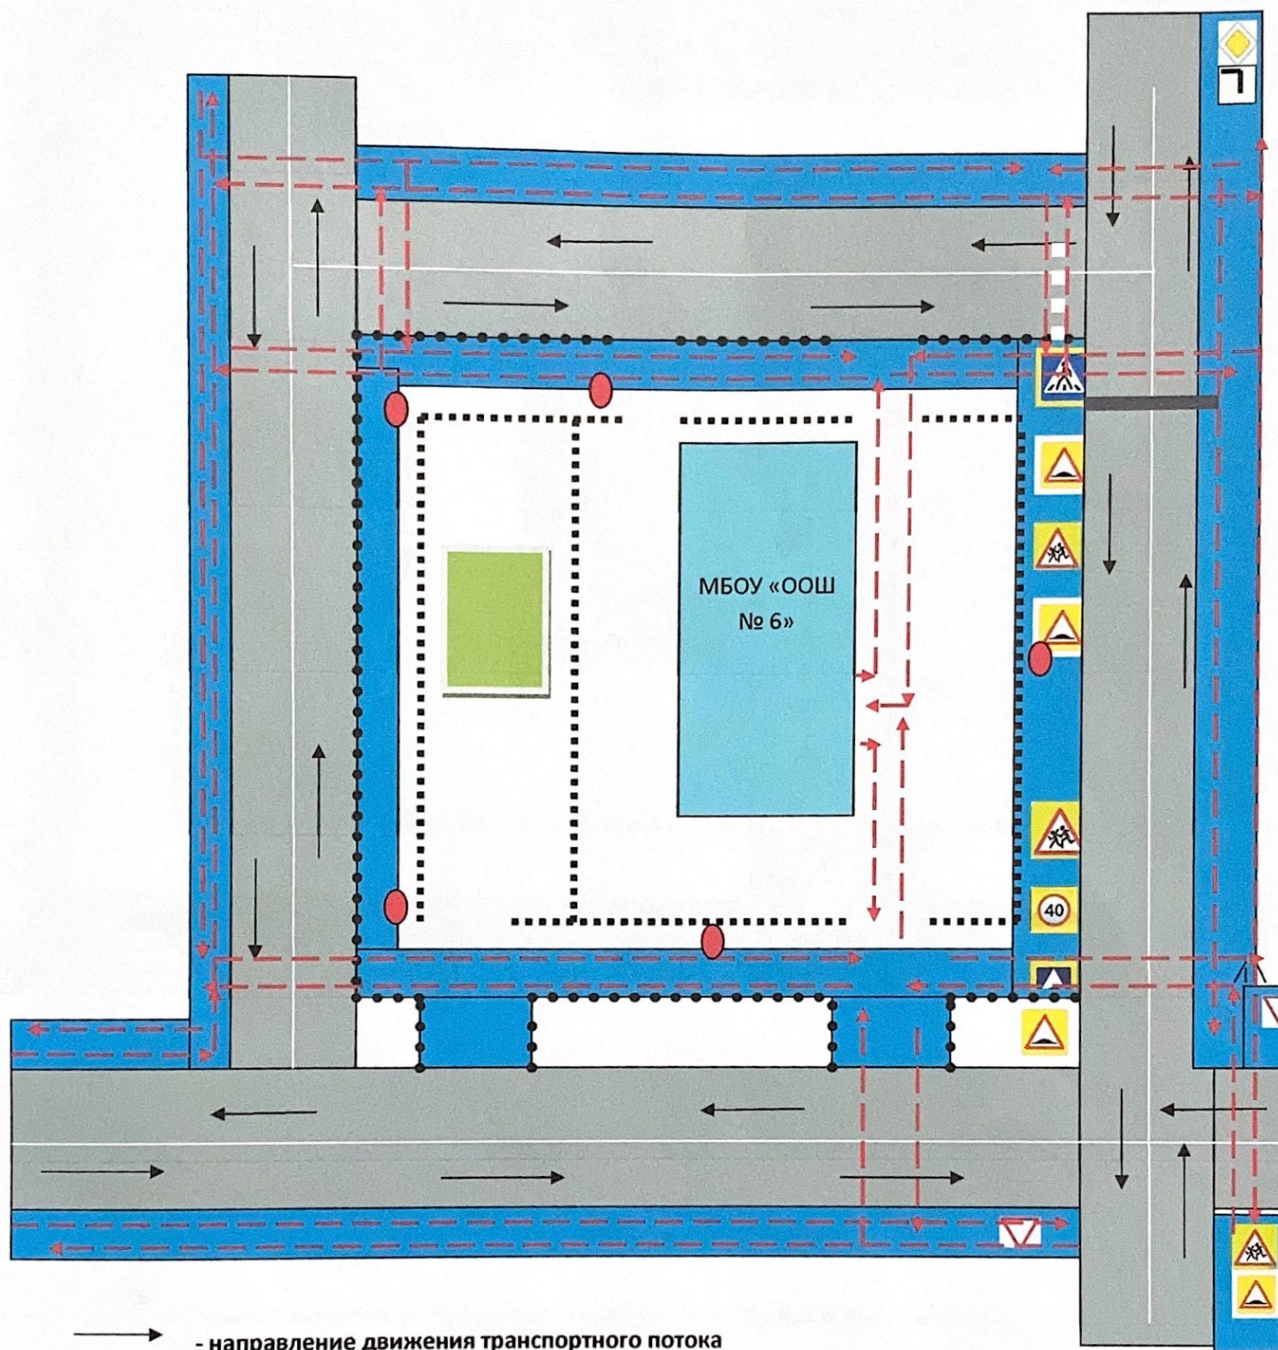 МБОУ «ООШ
№ 6»
40
- направление движения транспортного потока